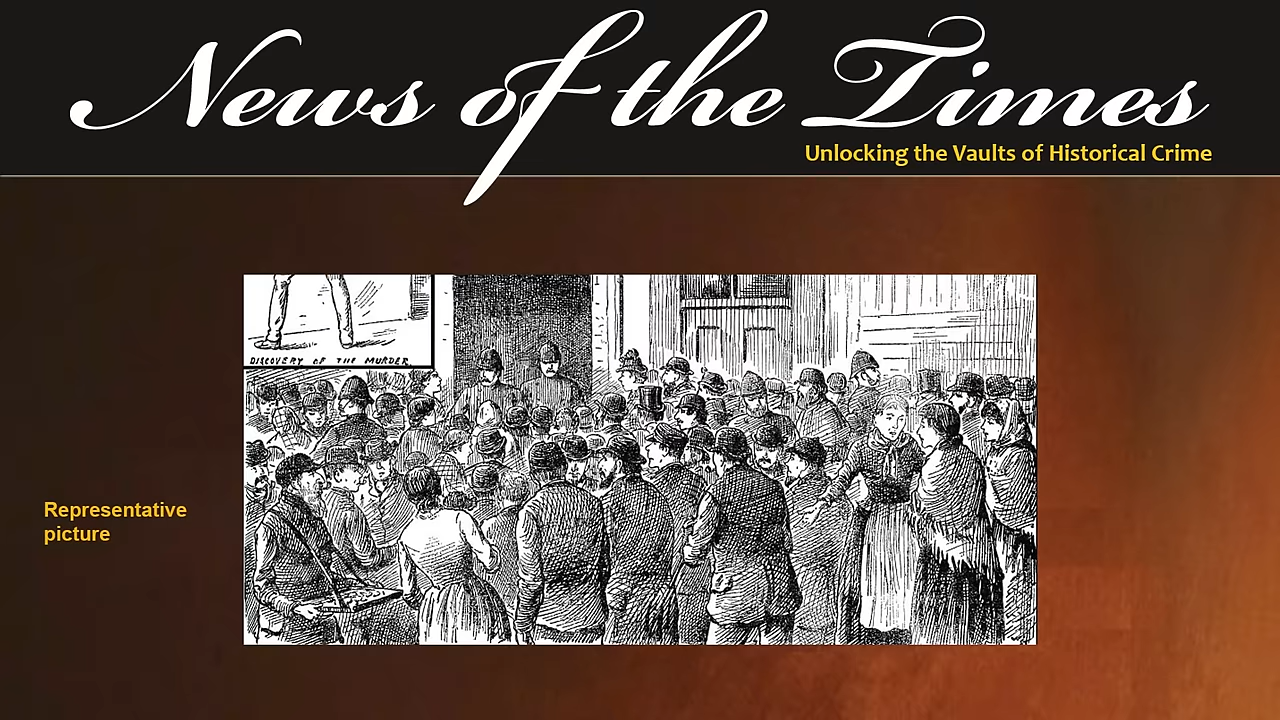 News of the Times
Unlocking the Vaults of Historical Crime
DISCOVERY OF THE MURDER
Representative
picture